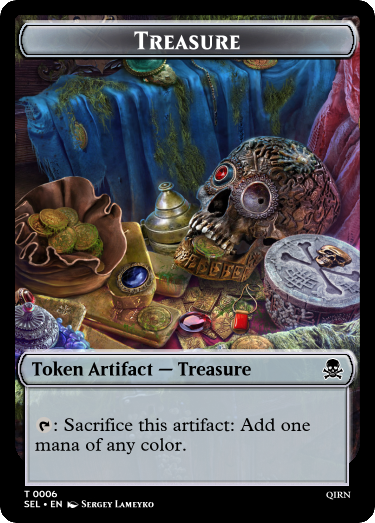 Treasure
Token Artifact — Treasure
: Sacrifice this artifact: Add one
mana of any color.
T 0006
SEL • EN Sergey Lameyko
QIRN